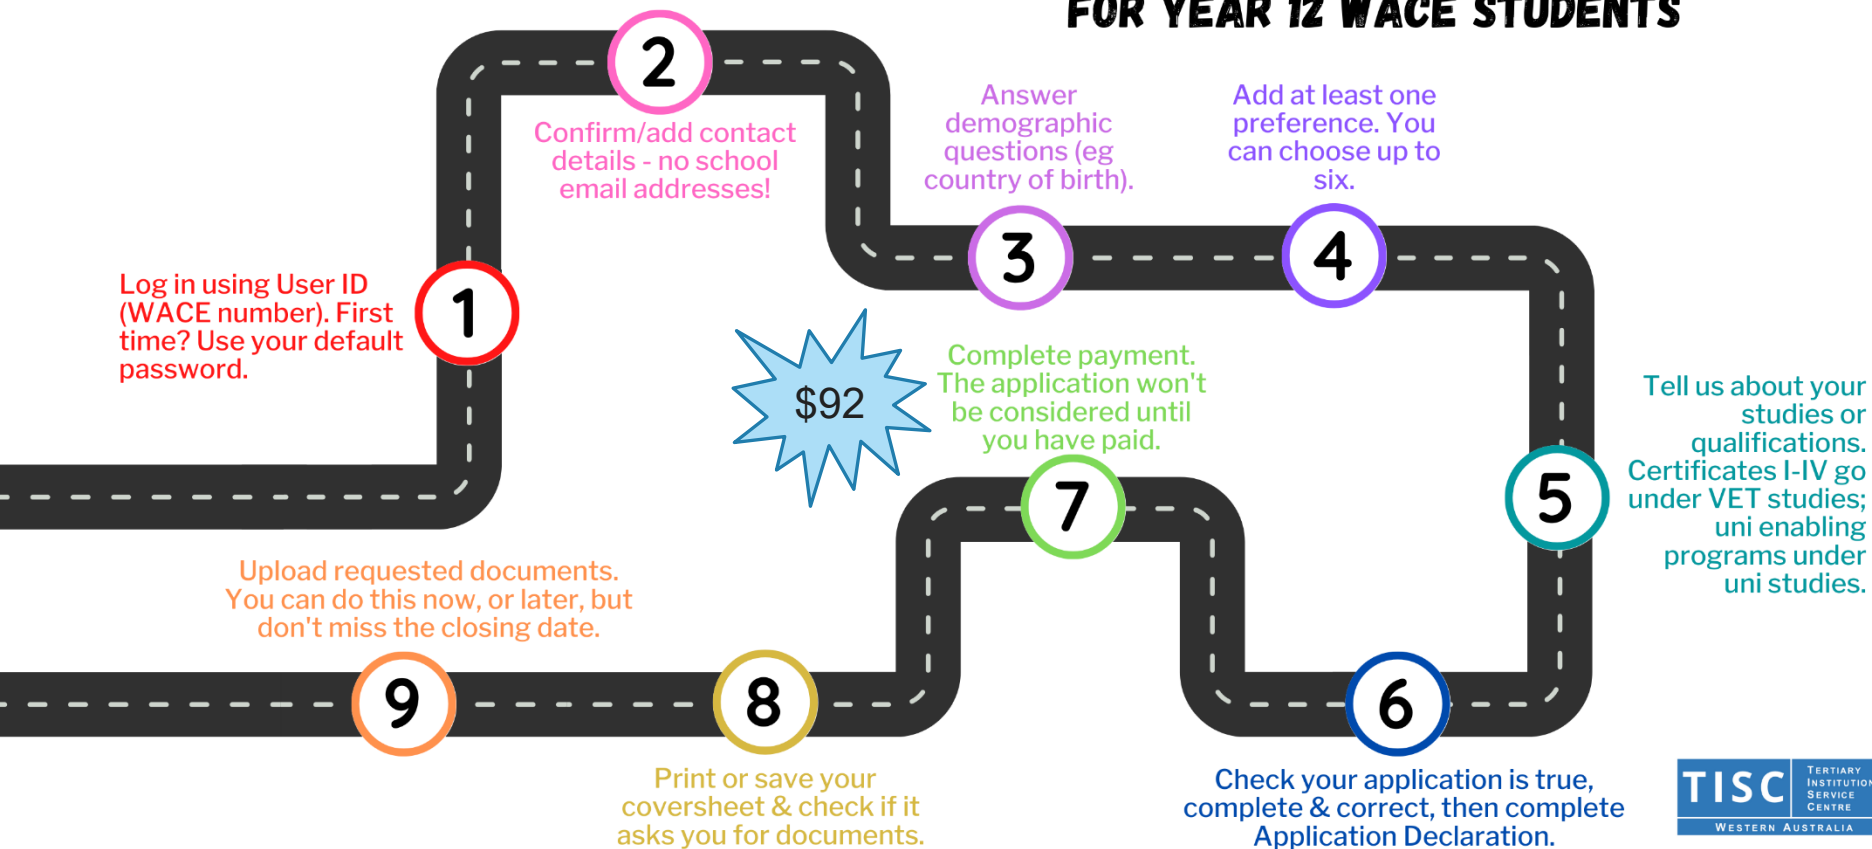 FOR YEAR 12 WACE STUDENTS
1
Log in using User ID
(WACE number). First
time? Use your default
password.
2
Confirm/add contact
details - no school
email addresses!
Answer
demographic
questions (eg
country of birth).
3
Add at least one
preference. You
can choose up to
six.
4
Tell us about your
studies or
qualifications.
Certificates I-IV go
under VET studies;
uni enabling
programs under
uni studies.
5
6
Check your application is true,
complete & correct, then complete
Application Declaration.
$92
Complete payment.
The application won't
be considered until
you have paid.
7
8
Print or save your
coversheet & check if it
asks you for documents.
Upload requested documents.
You can do this now, or later, but
don't miss the closing date.
9
TISC
TERTIARY
INSTITUTION
SERVICE
CENTRE
WESTERN AUSTRALIA